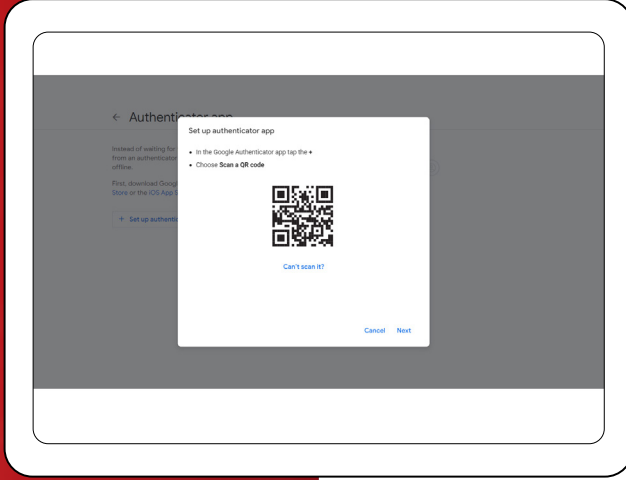 ← Authenticator app
Instead of waiting for
from an authenticator
offline.
First, download Googl
Store or the iOS App S
+ Set up authentic
Set up authenticator app
• In the Google Authenticator app tap the +
• Choose Scan a QR code
Can't scan it?
Cancel Next